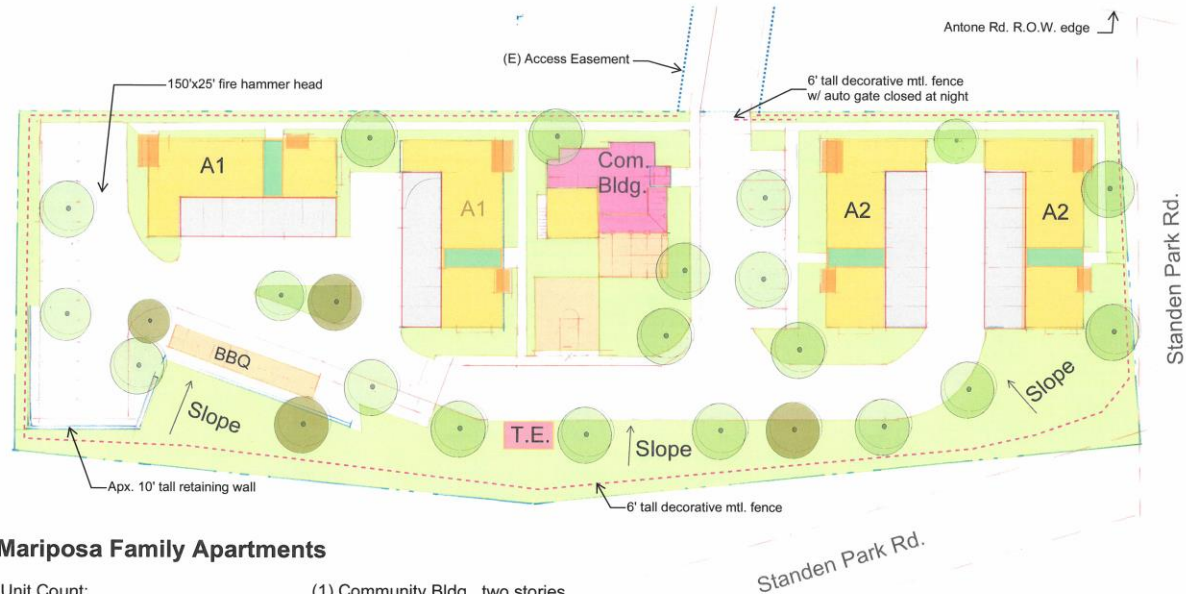 Antone Rd. R.O.W. edge
(E) Access Easement
150'x25' fire hammer head
6' tall decorative mtl. fence
w/ auto gate closed at night
Com.
Bldg.
A1
A1
A2
A2
Standen Park Rd.
BBQ
Slope
Slope
T.E.
Slope
Apx. 10' tall retaining wall
6' tall decorative mtl. fence
Mariposa Family Apartments
Standen Park Rd.
Unit Count:
(1) Community Bldg., two stories